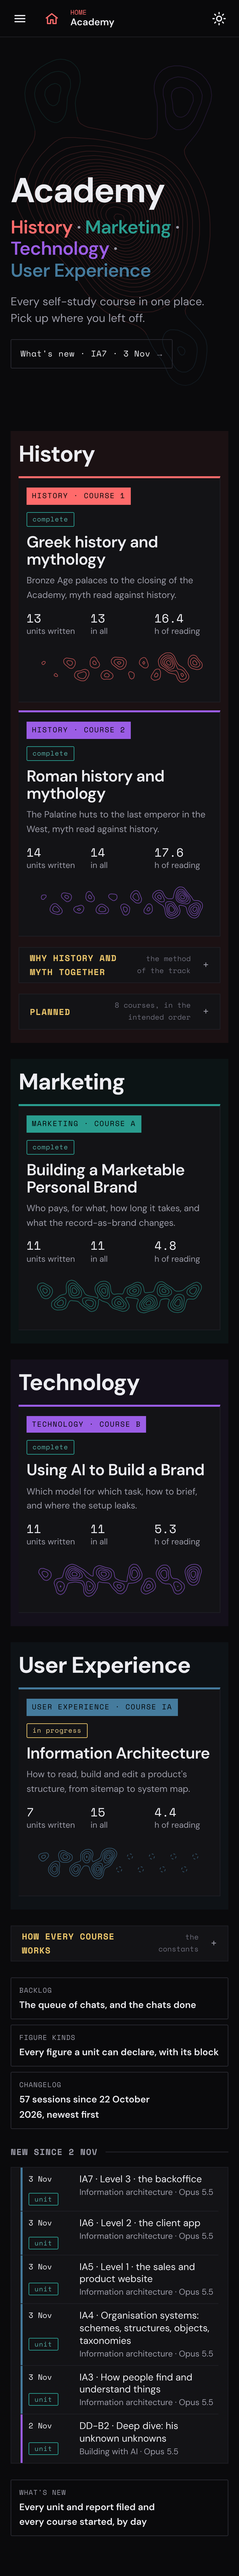 HOME
Academy
Academy
History · Marketing ·
Technology ·
User Experience
Every self-study course in one place.
Pick up where you left off.
What's new · IA7 · 3 Nov →
History
HISTORY · COURSE 1
complete
Greek history and
mythology
Bronze Age palaces to the closing of the
Academy, myth read against history.
13 13 16.4
units written in all h of reading
HISTORY · COURSE 2
complete
Roman history and
mythology
The Palatine huts to the last emperor in the
West, myth read against history.
14 14 17.6
units written in all h of reading
WHY HISTORY AND
MYTH TOGETHER
the method
of the track
+
PLANNED
8 courses, in the
intended order
+
Marketing
MARKETING · COURSE A
complete
Building a Marketable
Personal Brand
Who pays, for what, how long it takes, and
what the record-as-brand changes.
11 11 4.8
units written in all h of reading
Technology
TECHNOLOGY · COURSE B
complete
Using AI to Build a Brand
Which model for which task, how to brief,
and where the setup leaks.
11 11 5.3
units written in all h of reading
User Experience
USER EXPERIENCE · COURSE IA
in progress
Information Architecture
How to read, build and edit a product's
structure, from sitemap to system map.
7 15 4.4
units written in all h of reading
HOW EVERY COURSE
WORKS
the
constants
+
BACKLOG
The queue of chats, and the chats done
FIGURE KINDS
Every figure a unit can declare, with its block
CHANGELOG
57 sessions since 22 October
2026, newest first
NEW SINCE 2 NOV
3 Nov
unit
IA7 · Level 3 · the backoffice
Information architecture · Opus 5.5
3 Nov
unit
IA6 · Level 2 · the client app
Information architecture · Opus 5.5
3 Nov
unit
IA5 · Level 1 · the sales and
product website
Information architecture · Opus 5.5
3 Nov
unit
IA4 · Organisation systems:
schemes, structures, objects,
taxonomies
Information architecture · Opus 5.5
3 Nov
unit
IA3 · How people find and
understand things
Information architecture · Opus 5.5
2 Nov
unit
DD-B2 · Deep dive: his
unknown unknowns
Building with AI · Opus 5.5
WHAT'S NEW
Every unit and report filed and
every course started, by day